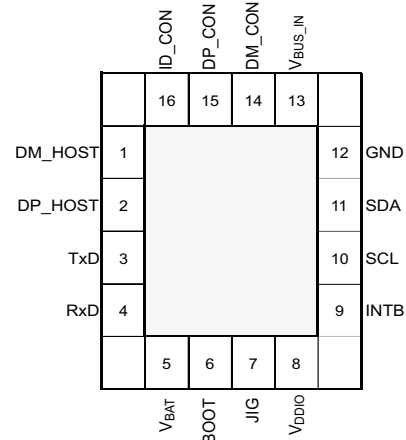 ID_CON DP_CON DM_CON VBUS_IN
16 15 14 13
DM_HOST 1 12 GND
DP_HOST 2 11 SDA
TxD 3 10 SCL
RxD 4 9 INTB
5 6 7 8
VBAT BOOT JIG VDDIO